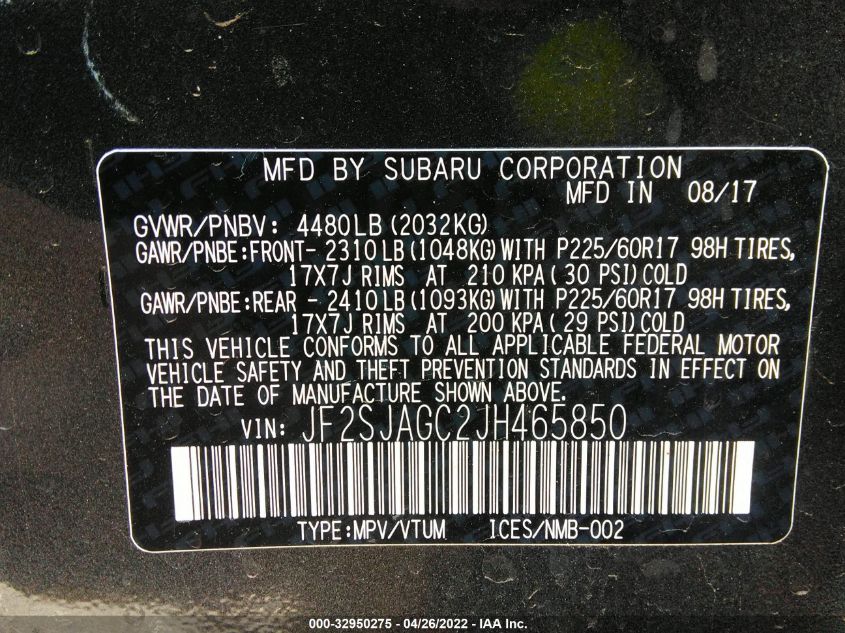 MFD BY SUBARU CORPORATION
MFD IN 08/17
GVWR/PNBV: 4480LB(2032KG)
GAWR/PNBE:FRONT- 2310LB(1048KG)WITH P225/60R17 98H TIRES,
17X7J RIMS AT 210 KPA(30 PSI)COLD
GAWR/PNBE:REAR - 2410LB(1093KG)WITH P225/60R17 98H TIRES,
17X7J RIMS AT 200 KPA(29 PSI)COLD
THIS VEHICLE CONFORMS TO ALL APPLICABLE FEDERAL MOTOR
VEHICLE SAFETY AND THEFT PREVENTION STANDARDS IN EFFECT ON
THE DATE OF MANUFACTURE SHOWN ABOVE.
VIN: JF2SJAGC2JH465850
TYPE:MPV/VTUM ICES/NMB-002
000-32950275 - 04/26/2022 - IAA Inc.